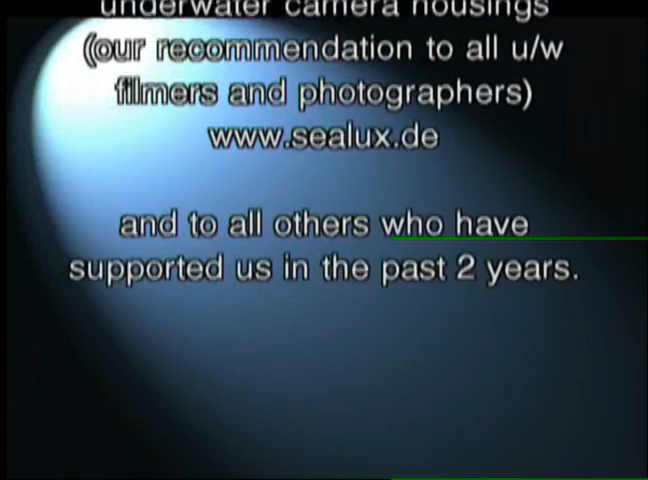 underwater camera housings
(our recommendation to all u/w
filmers and photographers)
www.sealux.de
and to all others who have
supported us in the past 2 years.